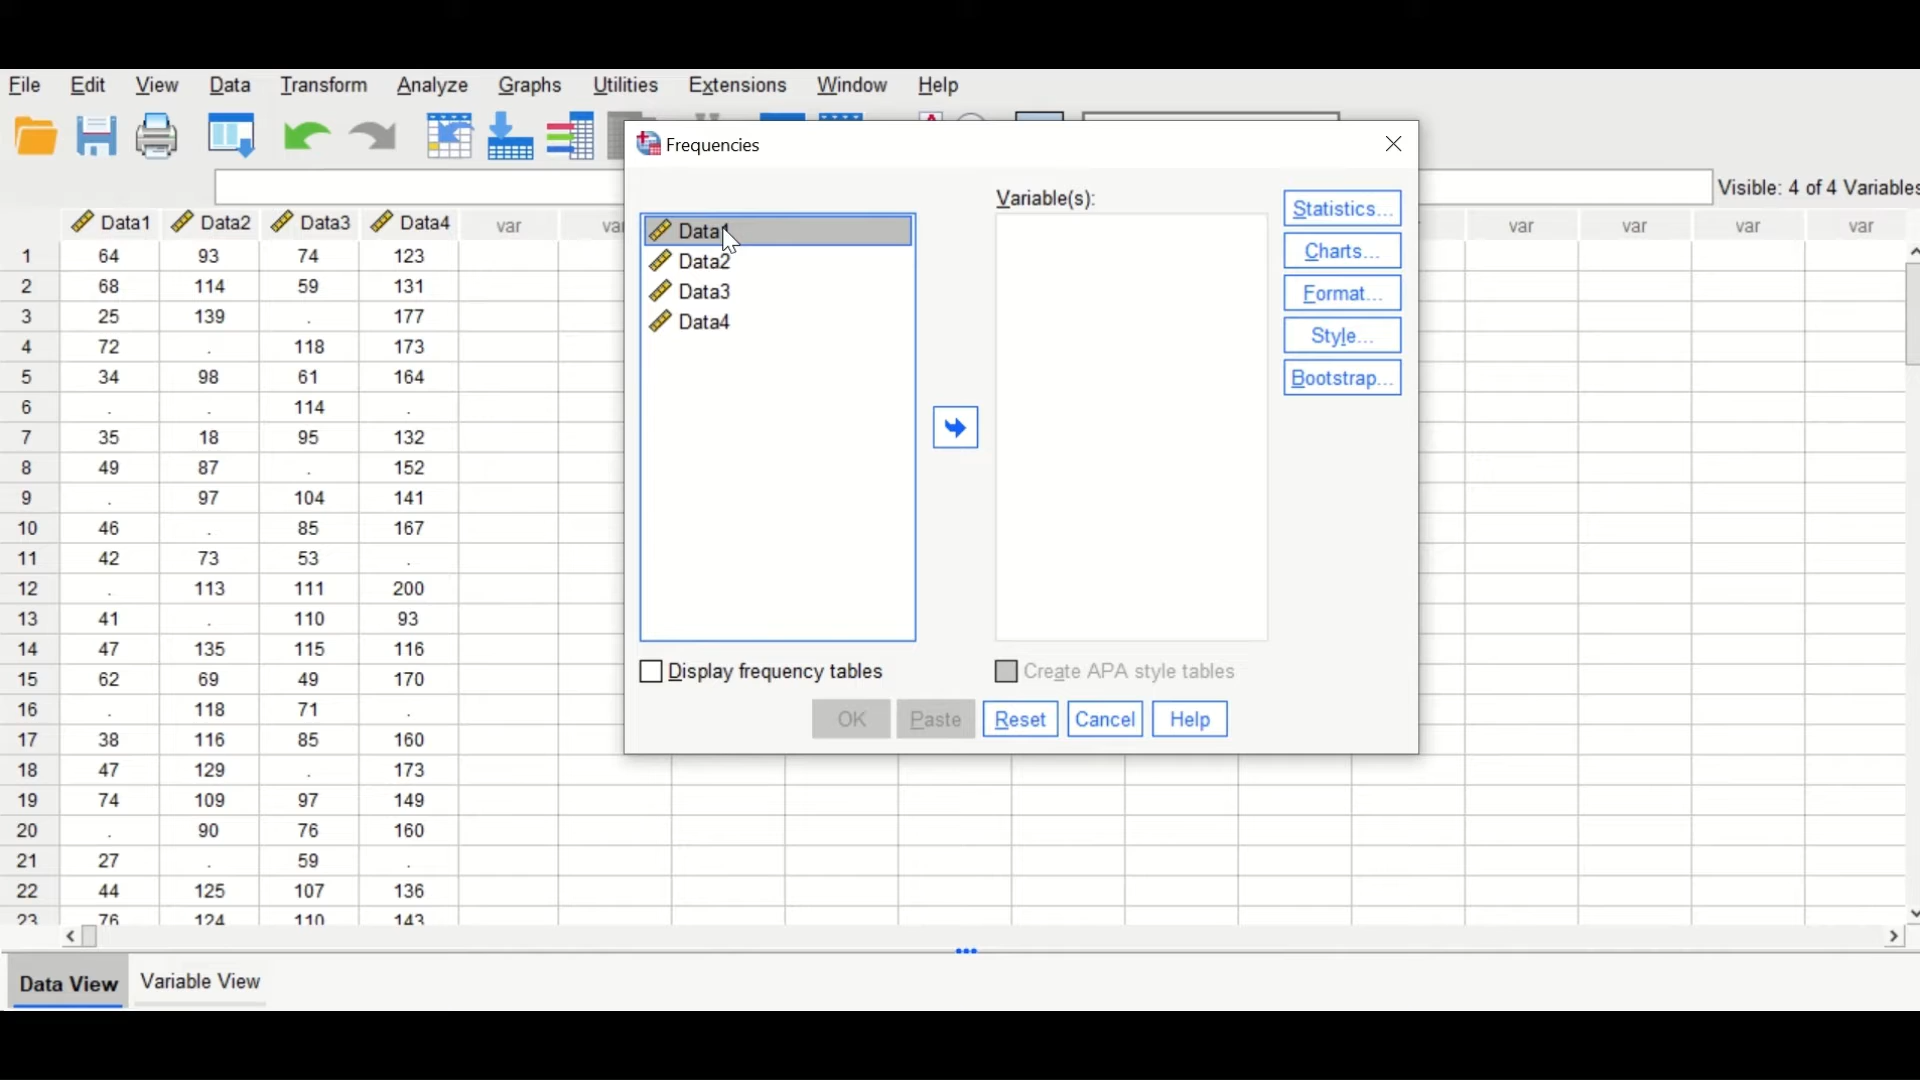 File Edit View Data Transform Analyze Graphs Utilities Extensions Window Help
Visible: 4 of 4 Variables
Data1 Data2 Data3 Data4 var var var var var
1 64 93 74 123
2 68 114 59 131
3 25 139 . 177
4 72 . 118 173
5 34 98 61 164
6 . . 114 .
7 35 18 95 132
8 49 87 . 152
9 . 97 104 141
10 46 . 85 167
11 42 73 53 .
12 . 113 111 200
13 41 . 110 93
14 47 135 115 116
15 62 69 49 170
16 . 118 71 .
17 38 116 85 160
18 47 129 . 173
19 74 109 97 149
20 . 90 76 160
21 27 . 59 .
22 44 125 107 136
23 76 124 110 143
Frequencies
Data1
Data2
Data3
Data4
Variable(s):
Statistics...
Charts...
Format...
Style...
Bootstrap...
Display frequency tables
Create APA style tables
OK Paste Reset Cancel Help
Data View Variable View